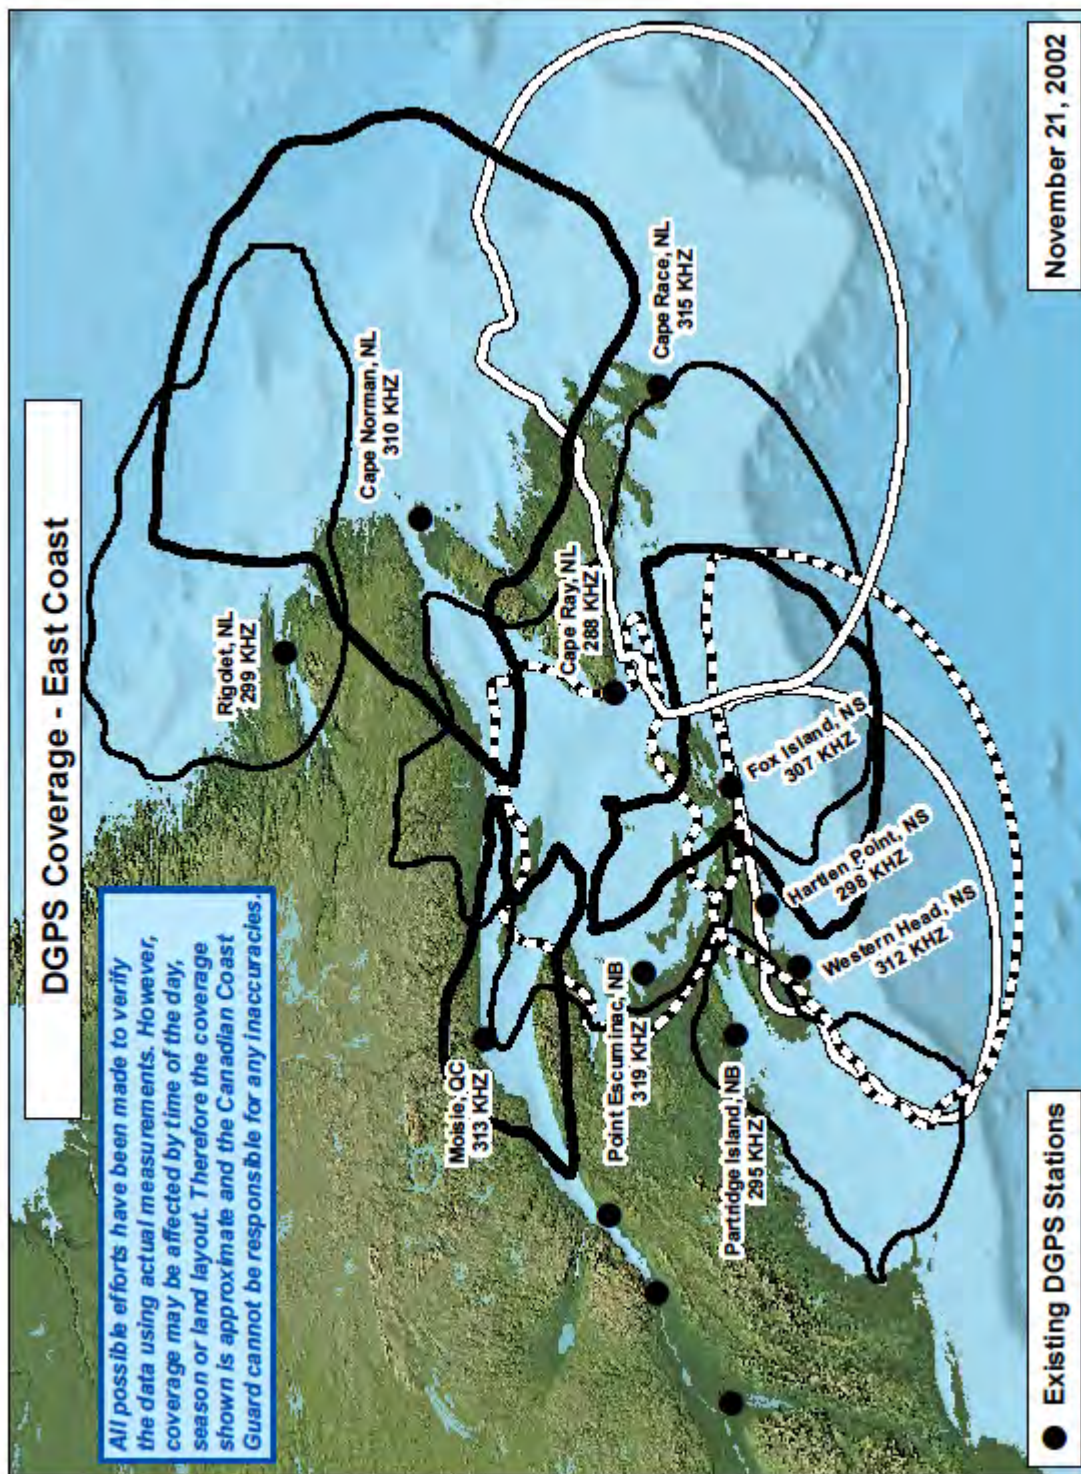 DGPS Coverage - East Coast
All possible efforts have been made to verify
the data using actual measurements. However,
coverage may be affected by time of the day,
season or land layout. Therefore the coverage
shown is approximate and the Canadian Coast
Guard cannot be responsible for any inaccuracies.
Rigolet, NL
299 KHZ
Cape Norman, NL
310 KHZ
Moisie, QC
313 KHZ
Cape Ray, NL
288 KHZ
Cape Race, NL
315 KHZ
Point Escuminac, NB
319 KHZ
Partridge Island, NB
295 KHZ
Fox Island, NS
307 KHZ
Hartlen Point, NS
298 KHZ
Western Head, NS
312 KHZ
Existing DGPS Stations
November 21, 2002